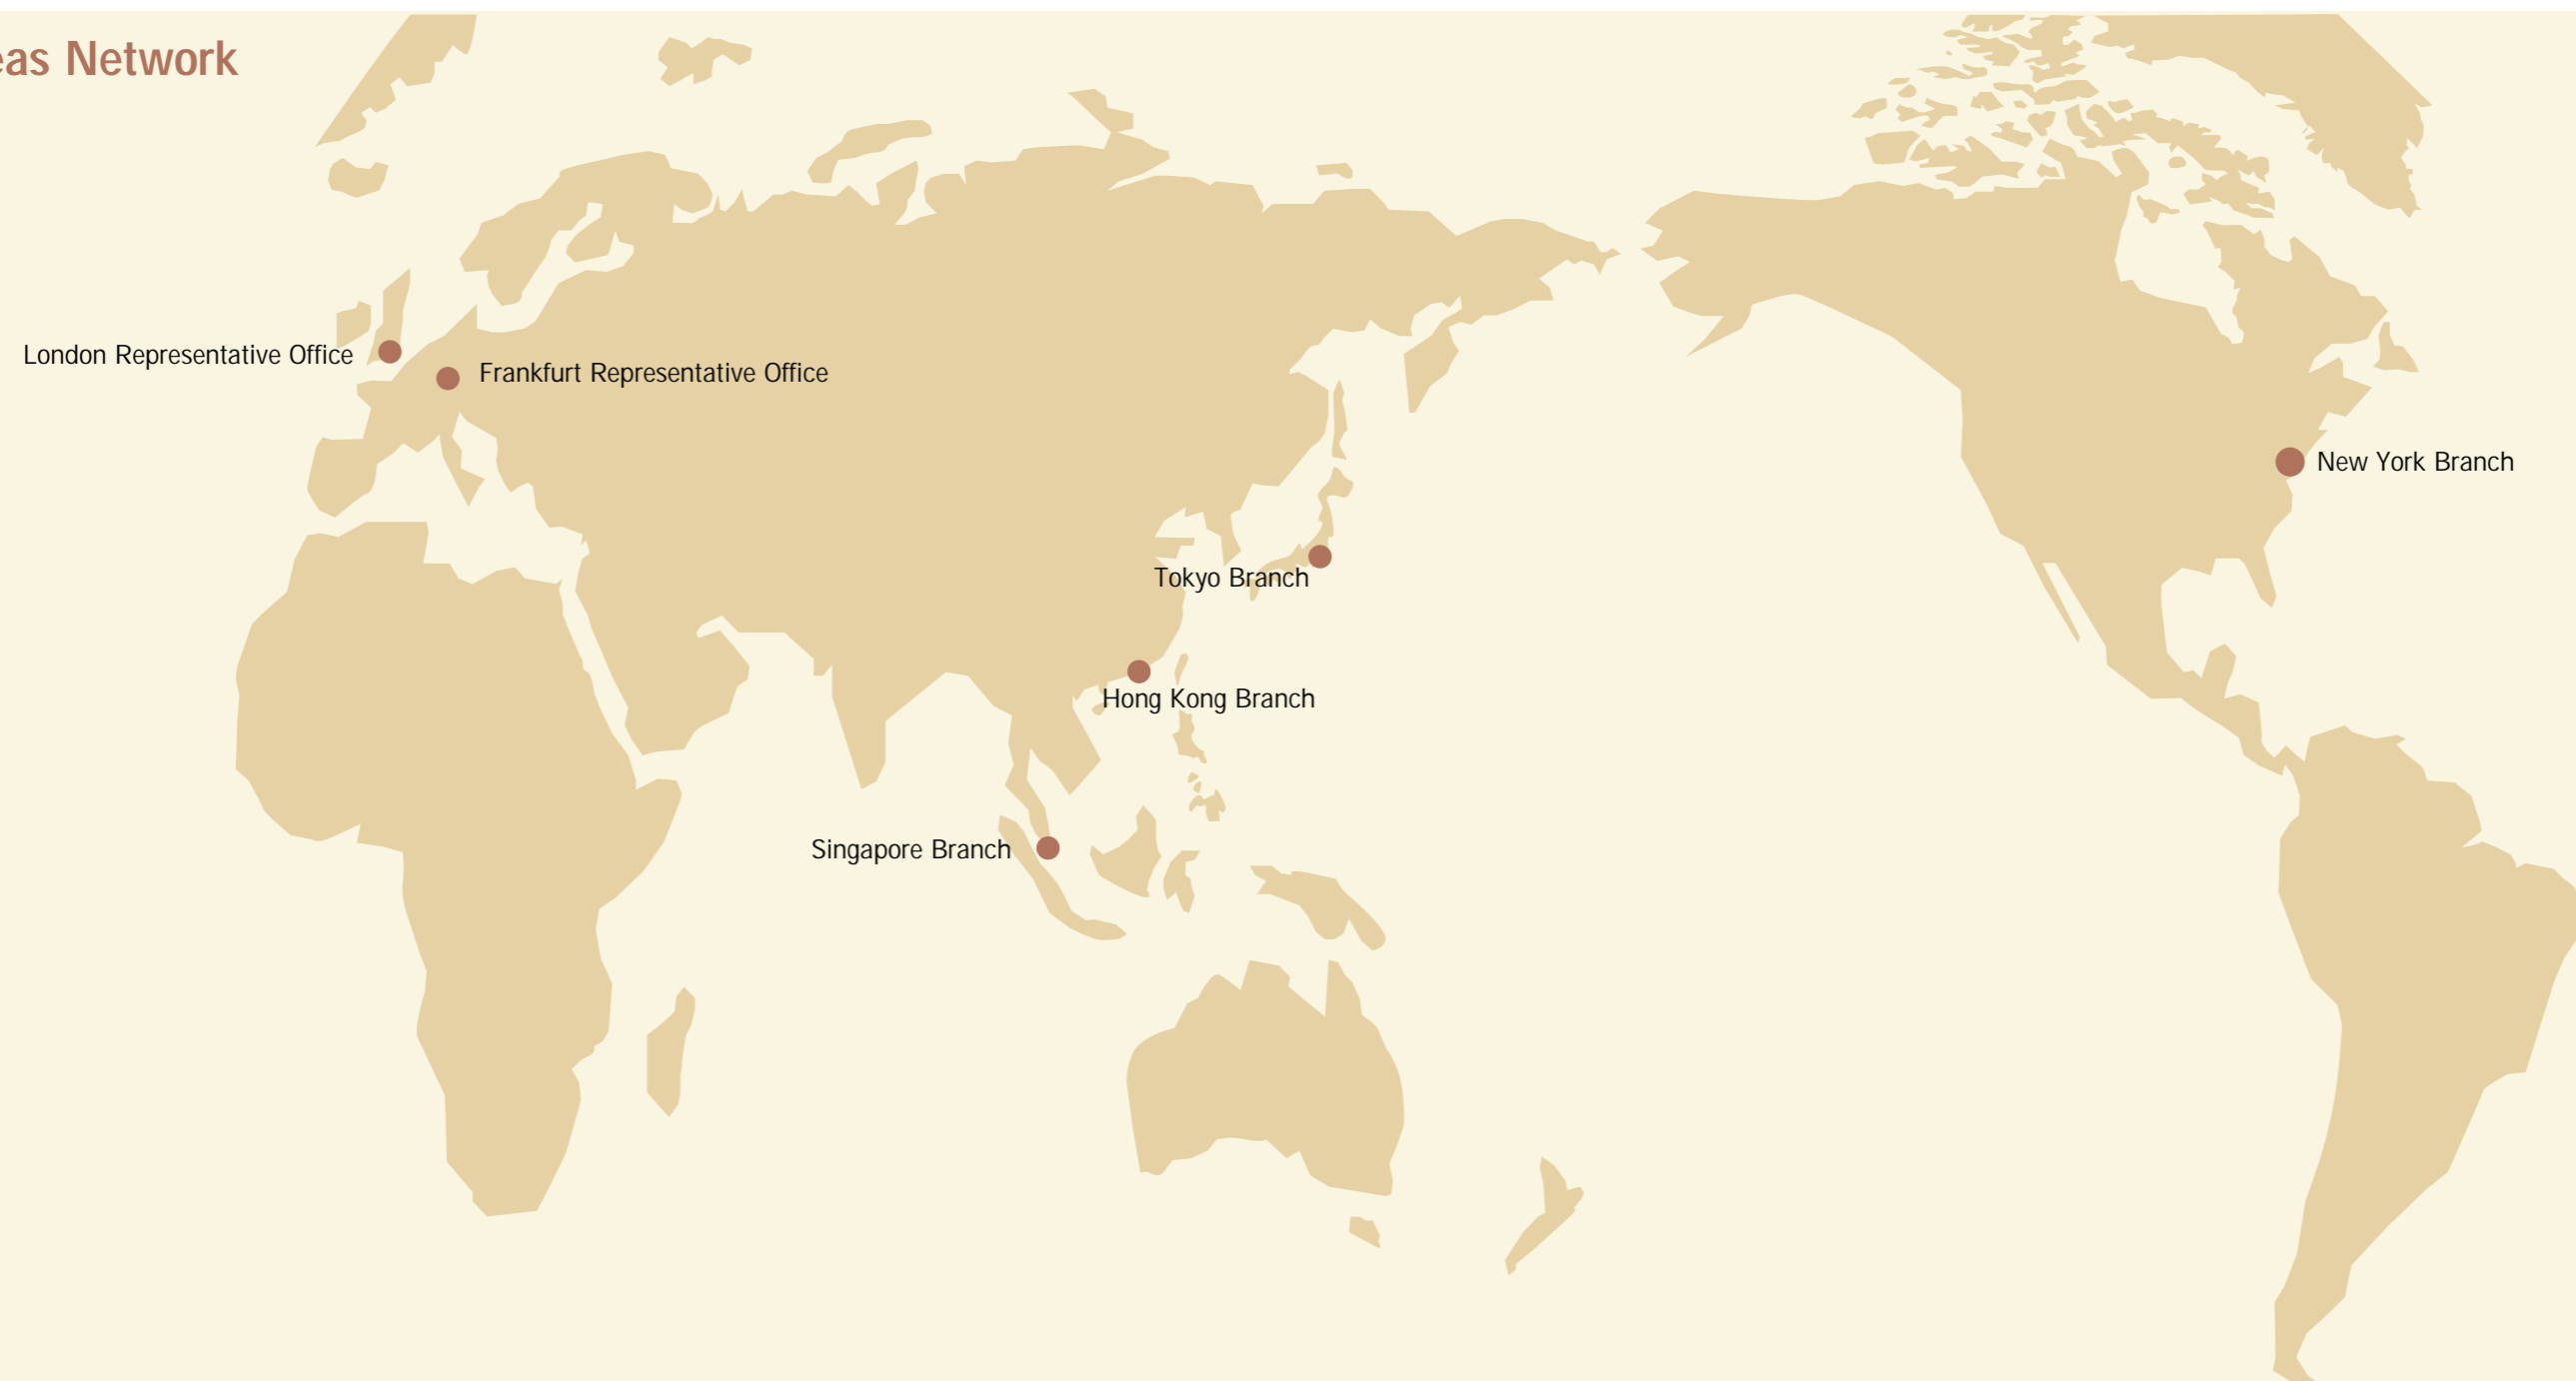 eas Network
London Representative Office
Frankfurt Representative Office
New York Branch
Tokyo Branch
Hong Kong Branch
Singapore Branch